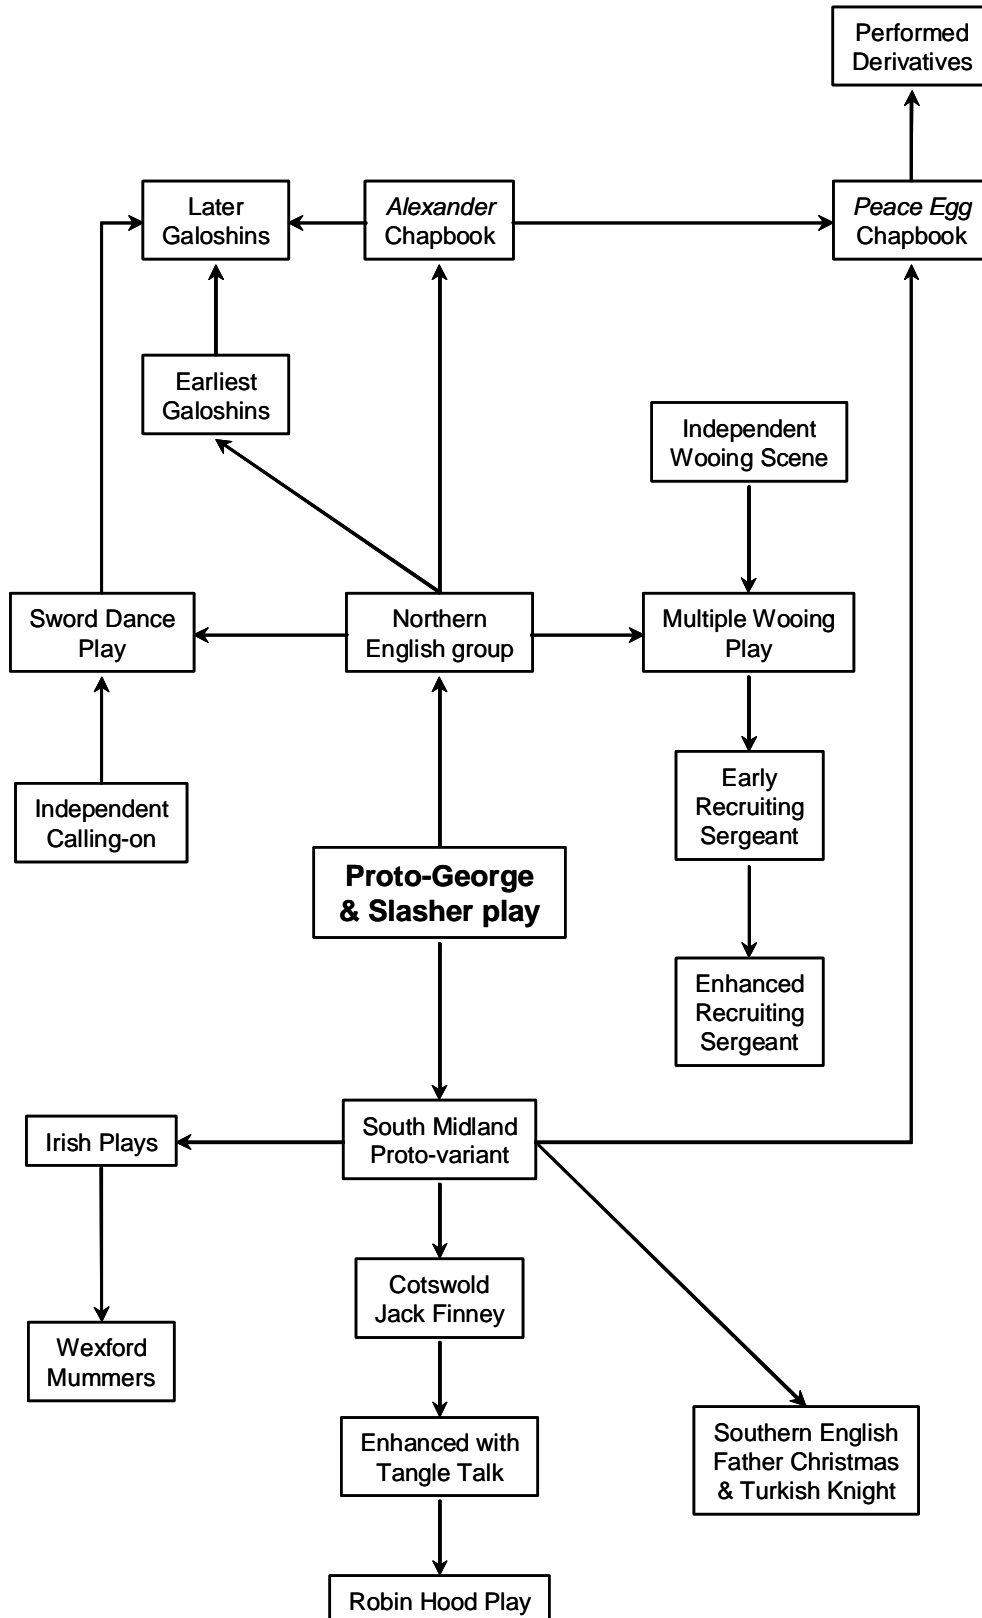 Performed
Derivatives
Later
Galoshins
Alexander
Chapbook
Peace Egg
Chapbook
Earliest
Galoshins
Independent
Wooing Scene
Sword Dance
Play
Northern
English group
Multiple Wooing
Play
Independent
Calling-on
Early
Recruiting
Sergeant
Proto-George
& Slasher play
Enhanced
Recruiting
Sergeant
Irish Plays
South Midland
Proto-variant
Cotswold
Jack Finney
Wexford
Mummers
Enhanced with
Tangle Talk
Southern English
Father Christmas
& Turkish Knight
Robin Hood Play